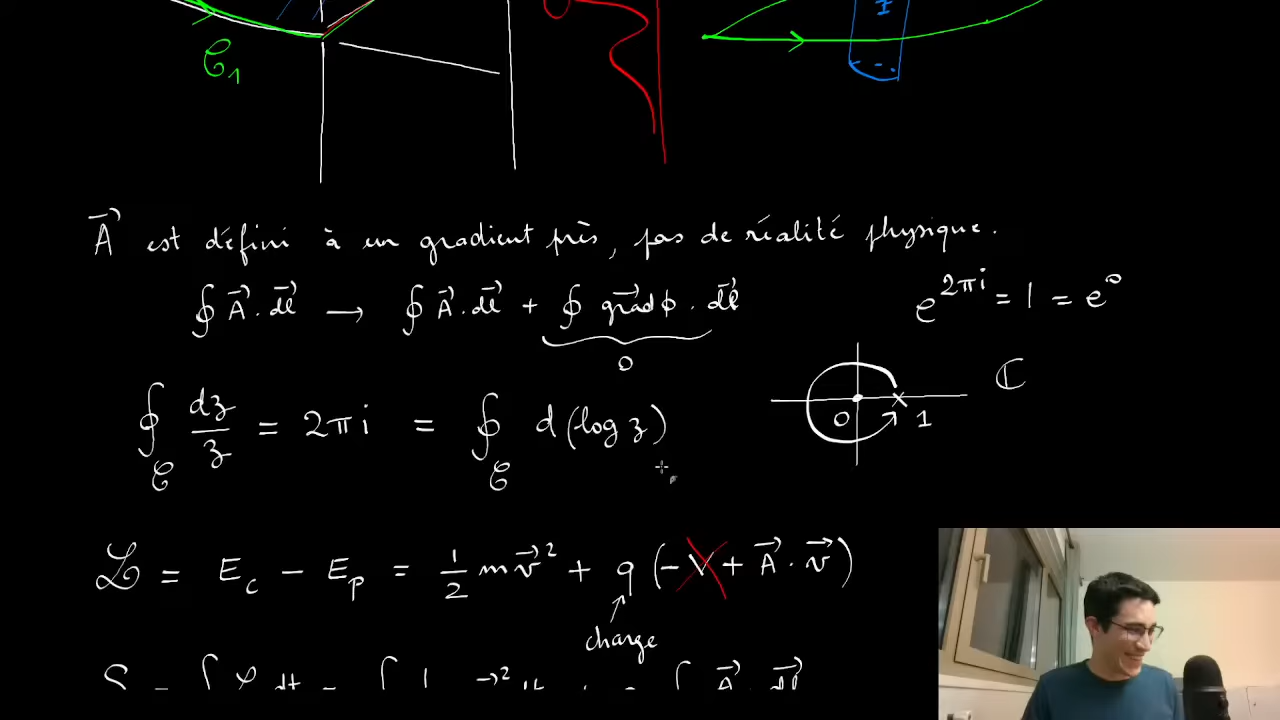 I
𝒞₁
A⃗ est défini à un gradient près, pas de réalité physique.
∮ A⃗ . dl⃗ → ∮ A⃗ . dl⃗ + ∮ grad⃗ ϕ . dl⃗
0
e^{2πi} = 1 = e^0
ℂ
0 1
∮_𝒞 dz/z = 2πi = ∮_𝒞 d(log z)
ℒ = E_c − E_p = 1/2 m v⃗² + q (−V + A⃗ . v⃗)
charge